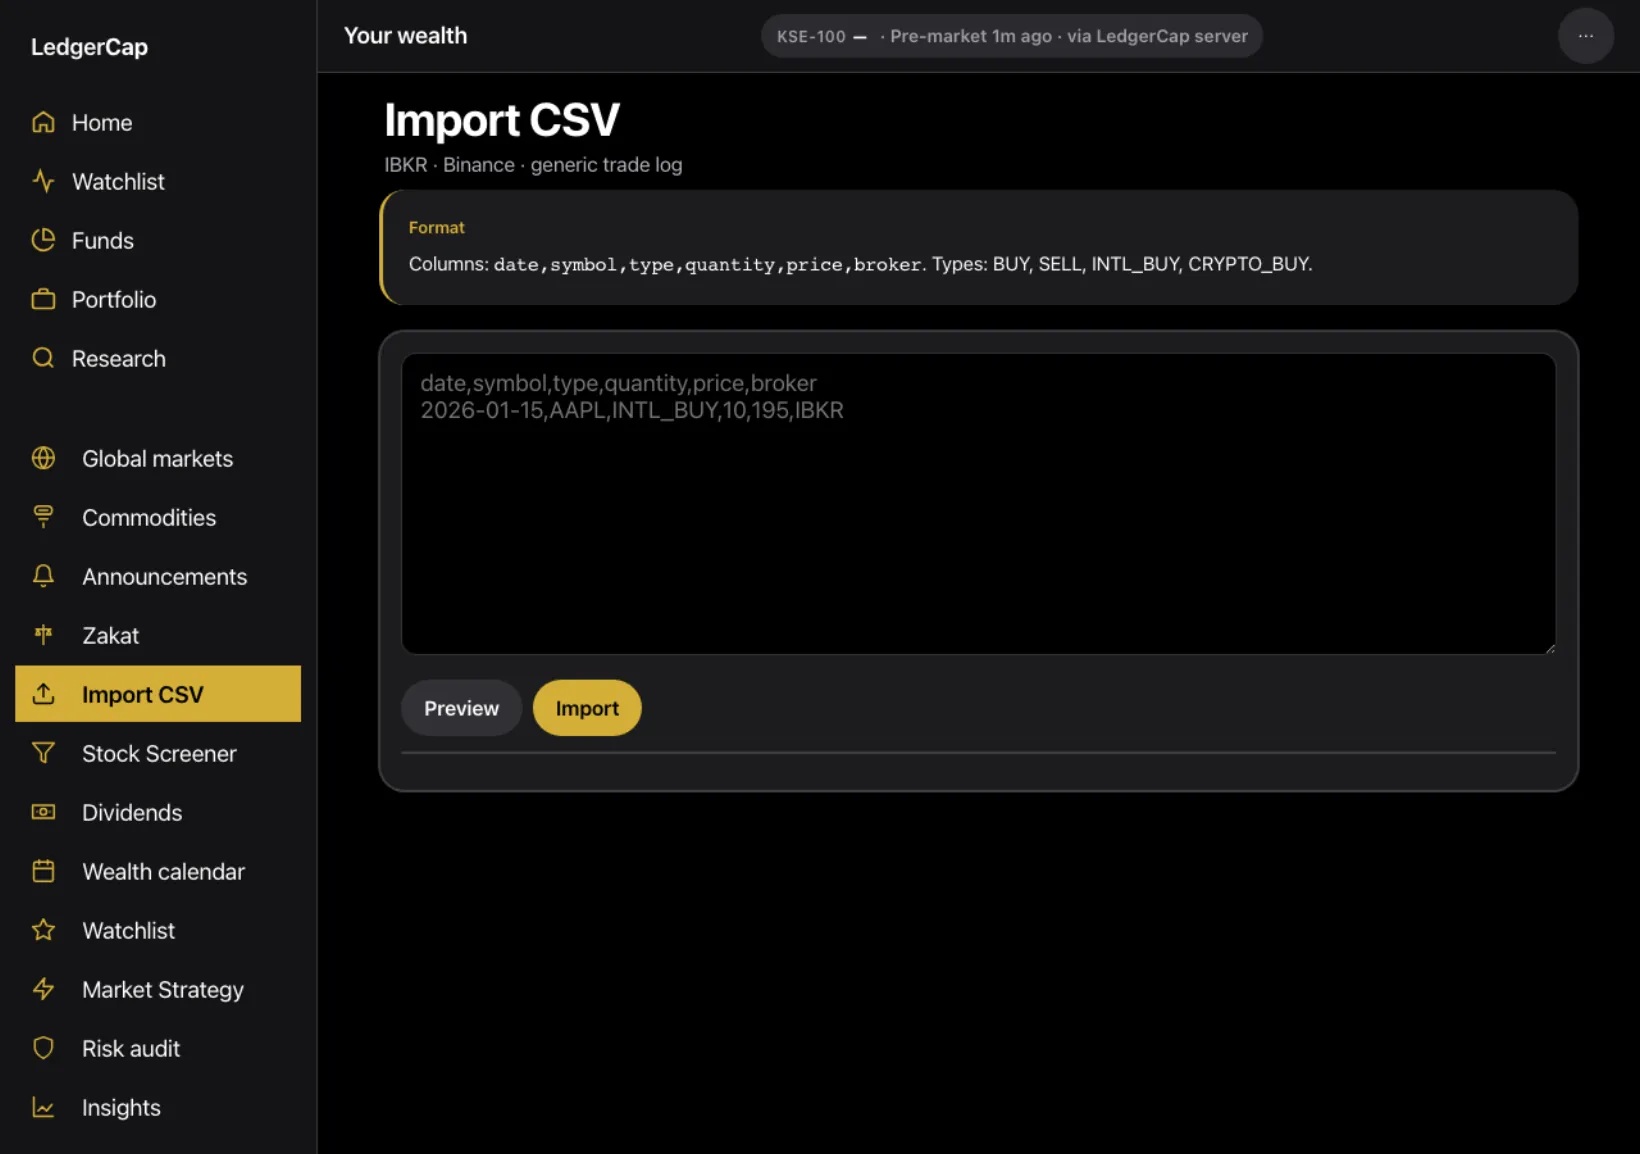 LedgerCap
Home
Watchlist
Funds
Portfolio
Research
Global markets
Commodities
Announcements
Zakat
Import CSV
Stock Screener
Dividends
Wealth calendar
Watchlist
Market Strategy
Risk audit
Insights
Your wealth
KSE-100 — · Pre-market 1m ago · via LedgerCap server
...
Import CSV
IBKR · Binance · generic trade log
Format
Columns: date,symbol,type,quantity,price,broker. Types: BUY, SELL, INTL_BUY, CRYPTO_BUY.
date,symbol,type,quantity,price,broker
2026-01-15,AAPL,INTL_BUY,10,195,IBKR
Preview
Import